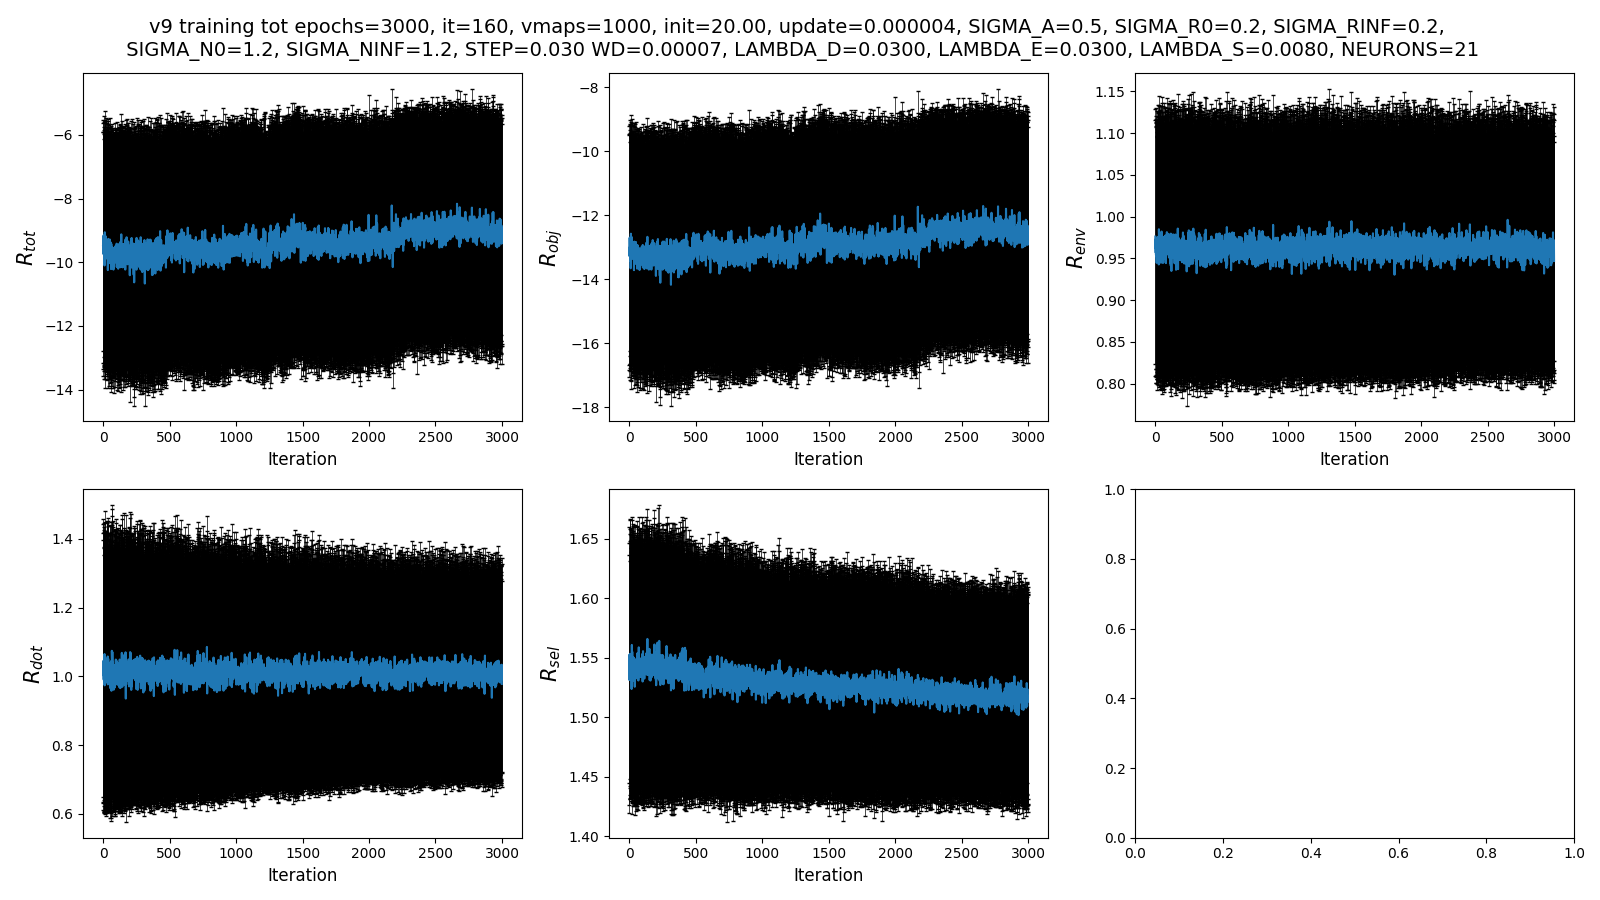 v9 training tot epochs=3000, it=160, vmaps=1000, init=20.00, update=0.000004, SIGMA_A=0.5, SIGMA_R0=0.2, SIGMA_RINF=0.2,
SIGMA_N0=1.2, SIGMA_NINF=1.2, STEP=0.030 WD=0.00007, LAMBDA_D=0.0300, LAMBDA_E=0.0300, LAMBDA_S=0.0080, NEURONS=21
R_tot
−6
−8
−10
−12
−14
0 500 1000 1500 2000 2500 3000
Iteration
R_obj
−8
−10
−12
−14
−16
−18
0 500 1000 1500 2000 2500 3000
Iteration
R_env
1.15
1.10
1.05
1.00
0.95
0.90
0.85
0.80
0 500 1000 1500 2000 2500 3000
Iteration
R_dot
1.4
1.2
1.0
0.8
0.6
0 500 1000 1500 2000 2500 3000
Iteration
R_sel
1.65
1.60
1.55
1.50
1.45
1.40
0 500 1000 1500 2000 2500 3000
Iteration
1.0
0.8
0.6
0.4
0.2
0.0
0.0 0.2 0.4 0.6 0.8 1.0